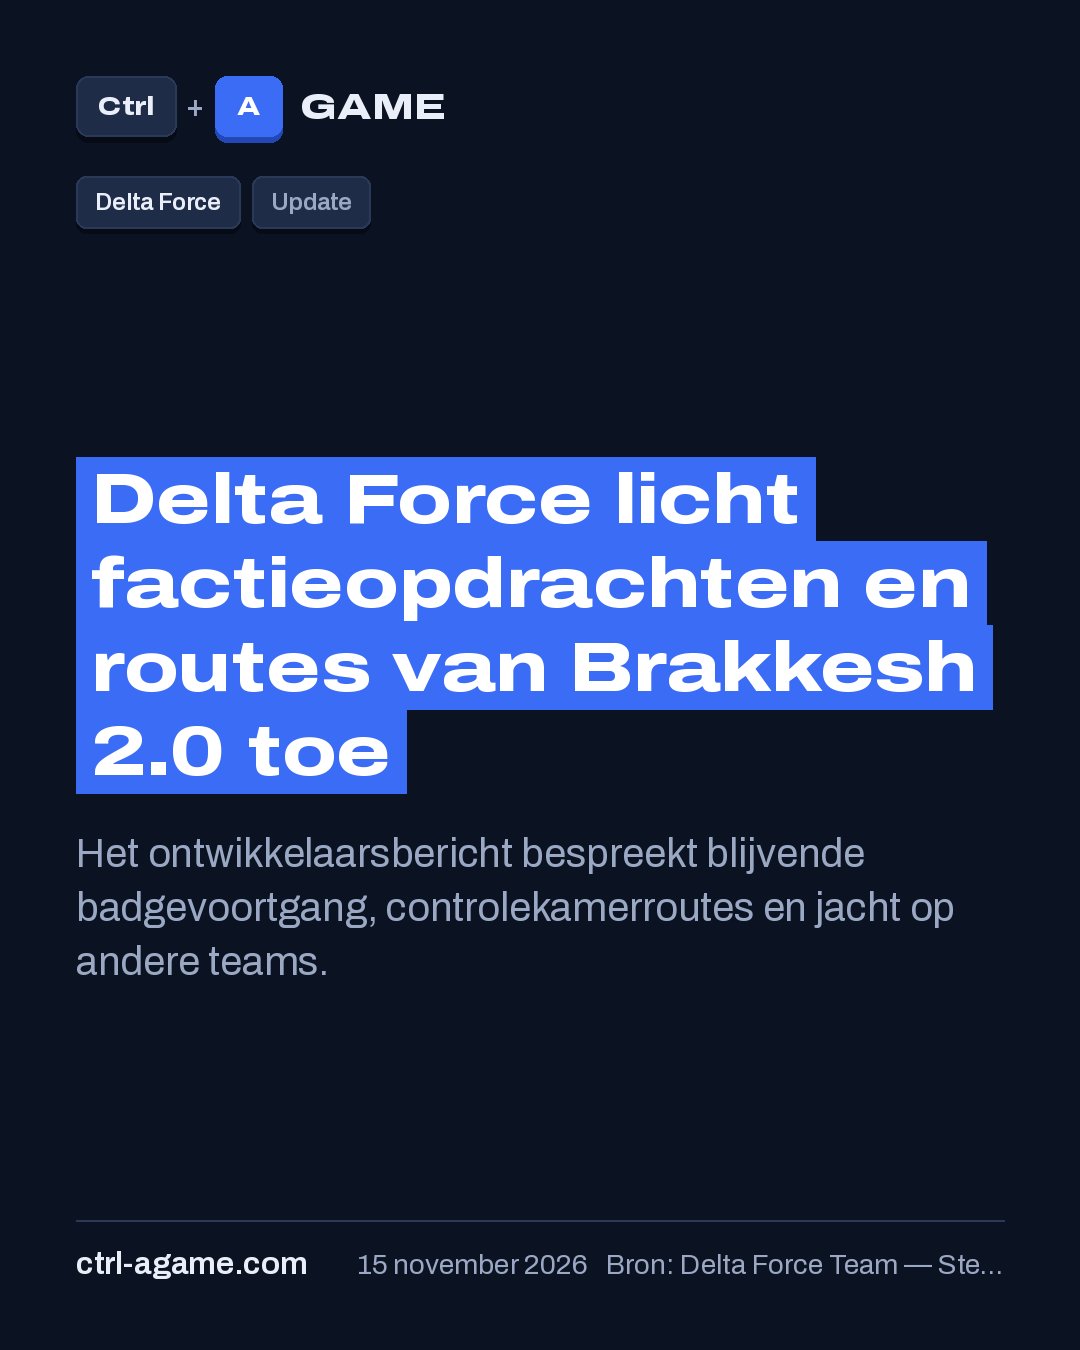 Ctrl + A GAME
Delta Force Update
Delta Force licht
factieopdrachten en
routes van Brakkesh
2.0 toe
Het ontwikkelaarsbericht bespreekt blijvende
badgevoortgang, controlekamerroutes en jacht op
andere teams.
ctrl-agame.com 15 november 2026 Bron: Delta Force Team — Ste...